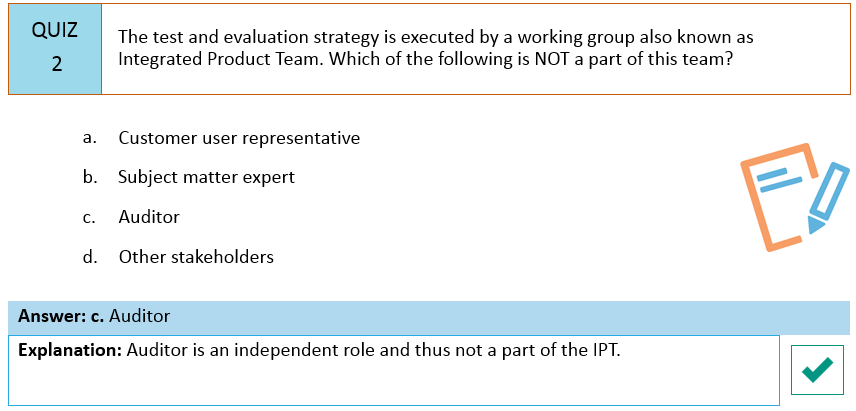 QUIZ
2
The test and evaluation strategy is executed by a working group also known as
Integrated Product Team. Which of the following is NOT a part of this team?
a. Customer user representative
b. Subject matter expert
c. Auditor
d. Other stakeholders
Answer: c. Auditor
Explanation: Auditor is an independent role and thus not a part of the IPT.